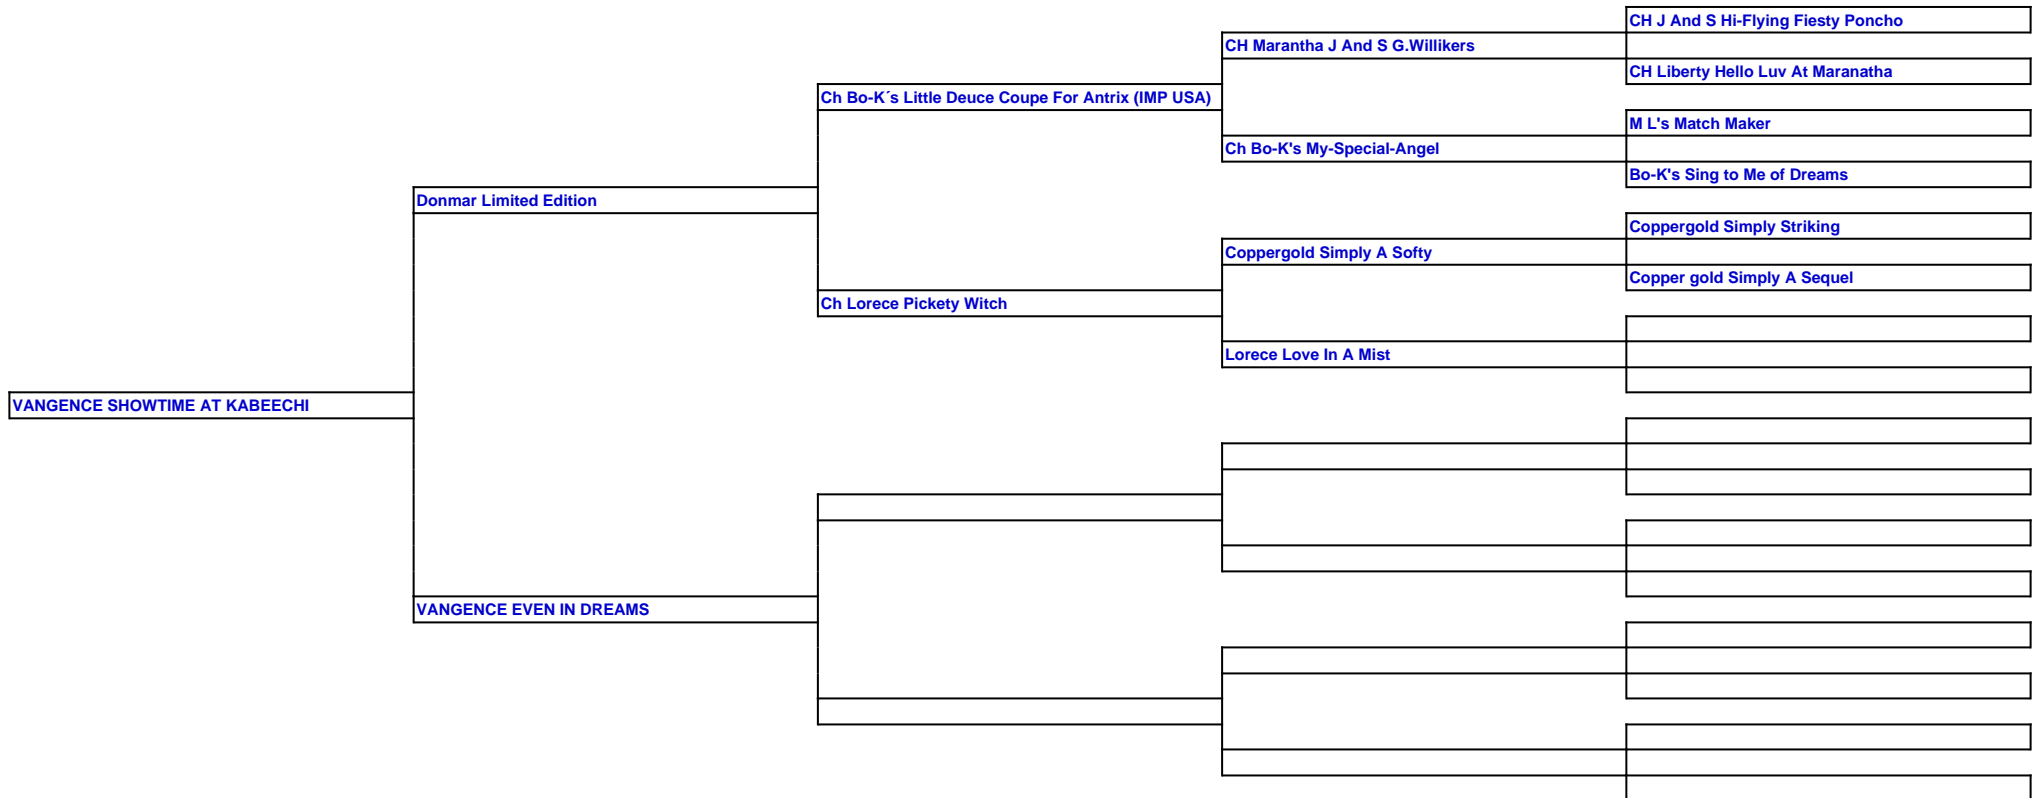 CH J And S Hi-Flying Fiesty Poncho
CH Marantha J And S G.Willikers
CH Liberty Hello Luv At Maranatha
Ch Bo-K´s Little Deuce Coupe For Antrix (IMP USA)
M L's Match Maker
Ch Bo-K's My-Special-Angel
Bo-K's Sing to Me of Dreams
Donmar Limited Edition
Coppergold Simply Striking
Coppergold Simply A Softy
Copper gold Simply A Sequel
Ch Lorece Pickety Witch
Lorece Love In A Mist
VANGENCE SHOWTIME AT KABEECHI
VANGENCE EVEN IN DREAMS